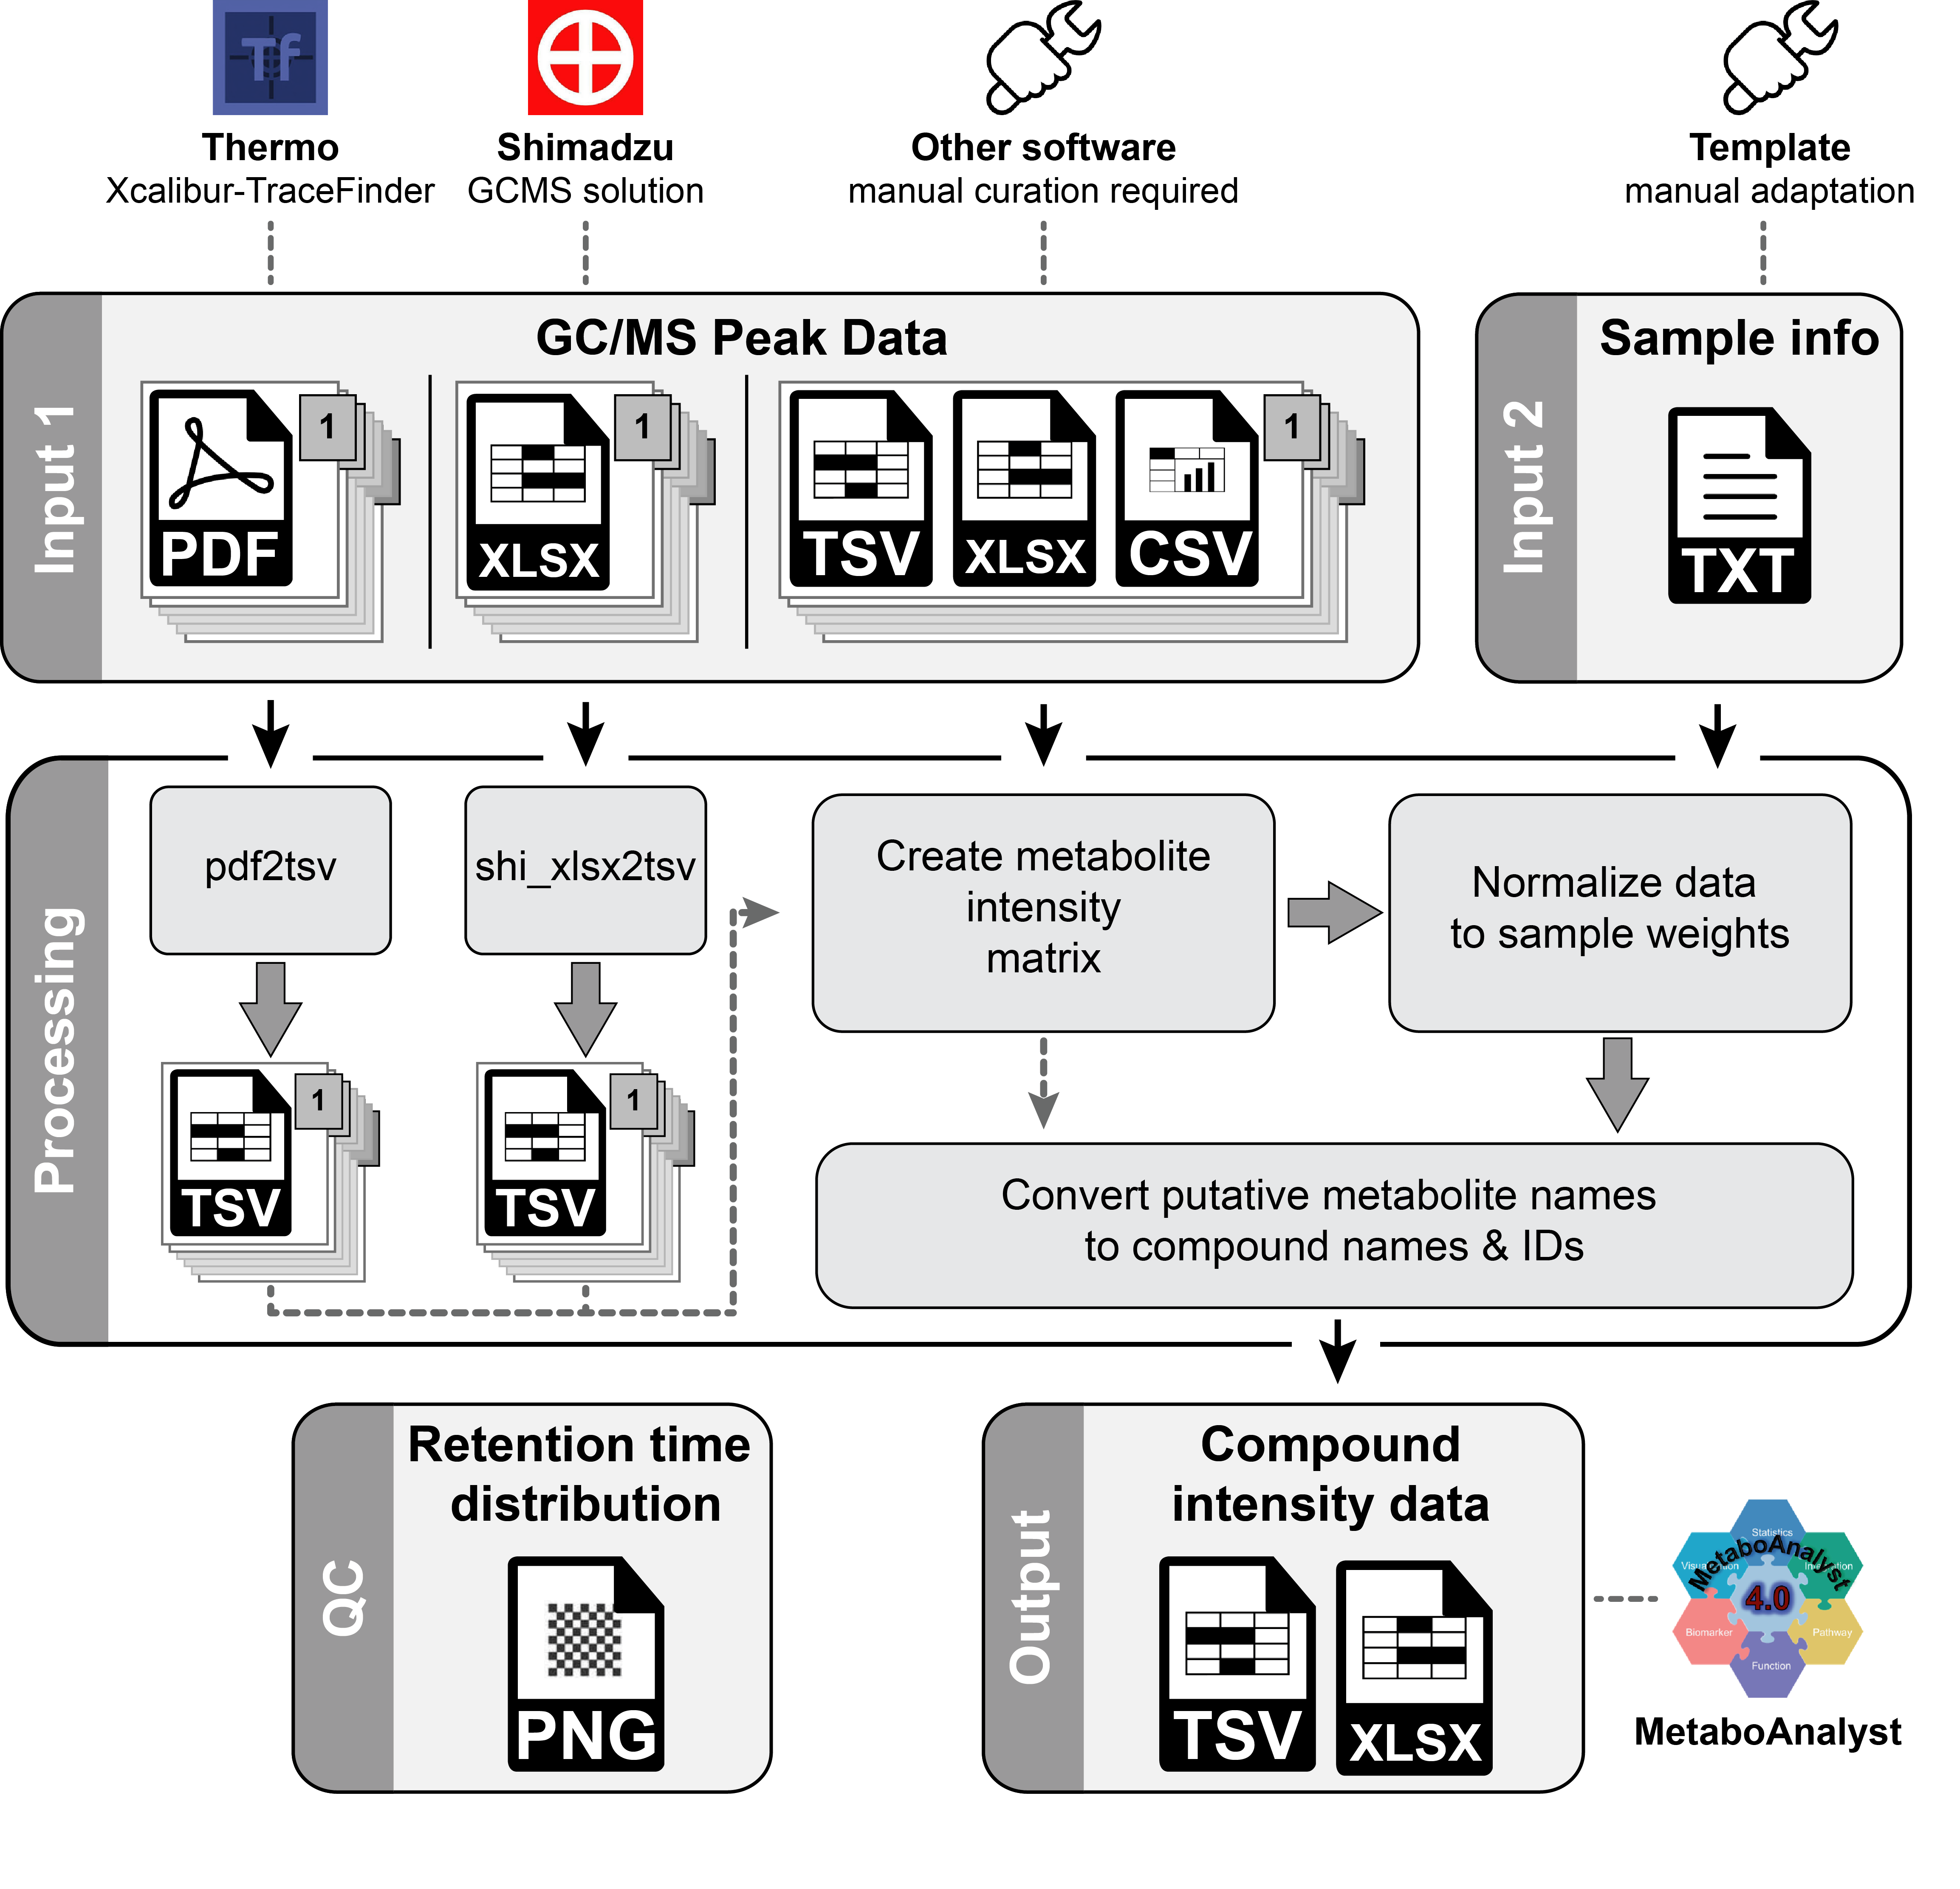 Tf
Thermo
Xcalibur-TraceFinder
Shimadzu
GCMS solution
Other software
manual curation required
Template
manual adaptation
Input 1
GC/MS Peak Data
1
PDF
1
XLSX
1
TSV
XLSX
CSV
Input 2
Sample info
TXT
Processing
pdf2tsv
shi_xlsx2tsv
Create metabolite
intensity
matrix
Normalize data
to sample weights
1
TSV
1
TSV
Convert putative metabolite names
to compound names & IDs
QC
Retention time
distribution
PNG
Output
Compound
intensity data
TSV
XLSX
Statistics
MetaboAnalyst
4.0
Biomarker
Pathway
Function
MetaboAnalyst